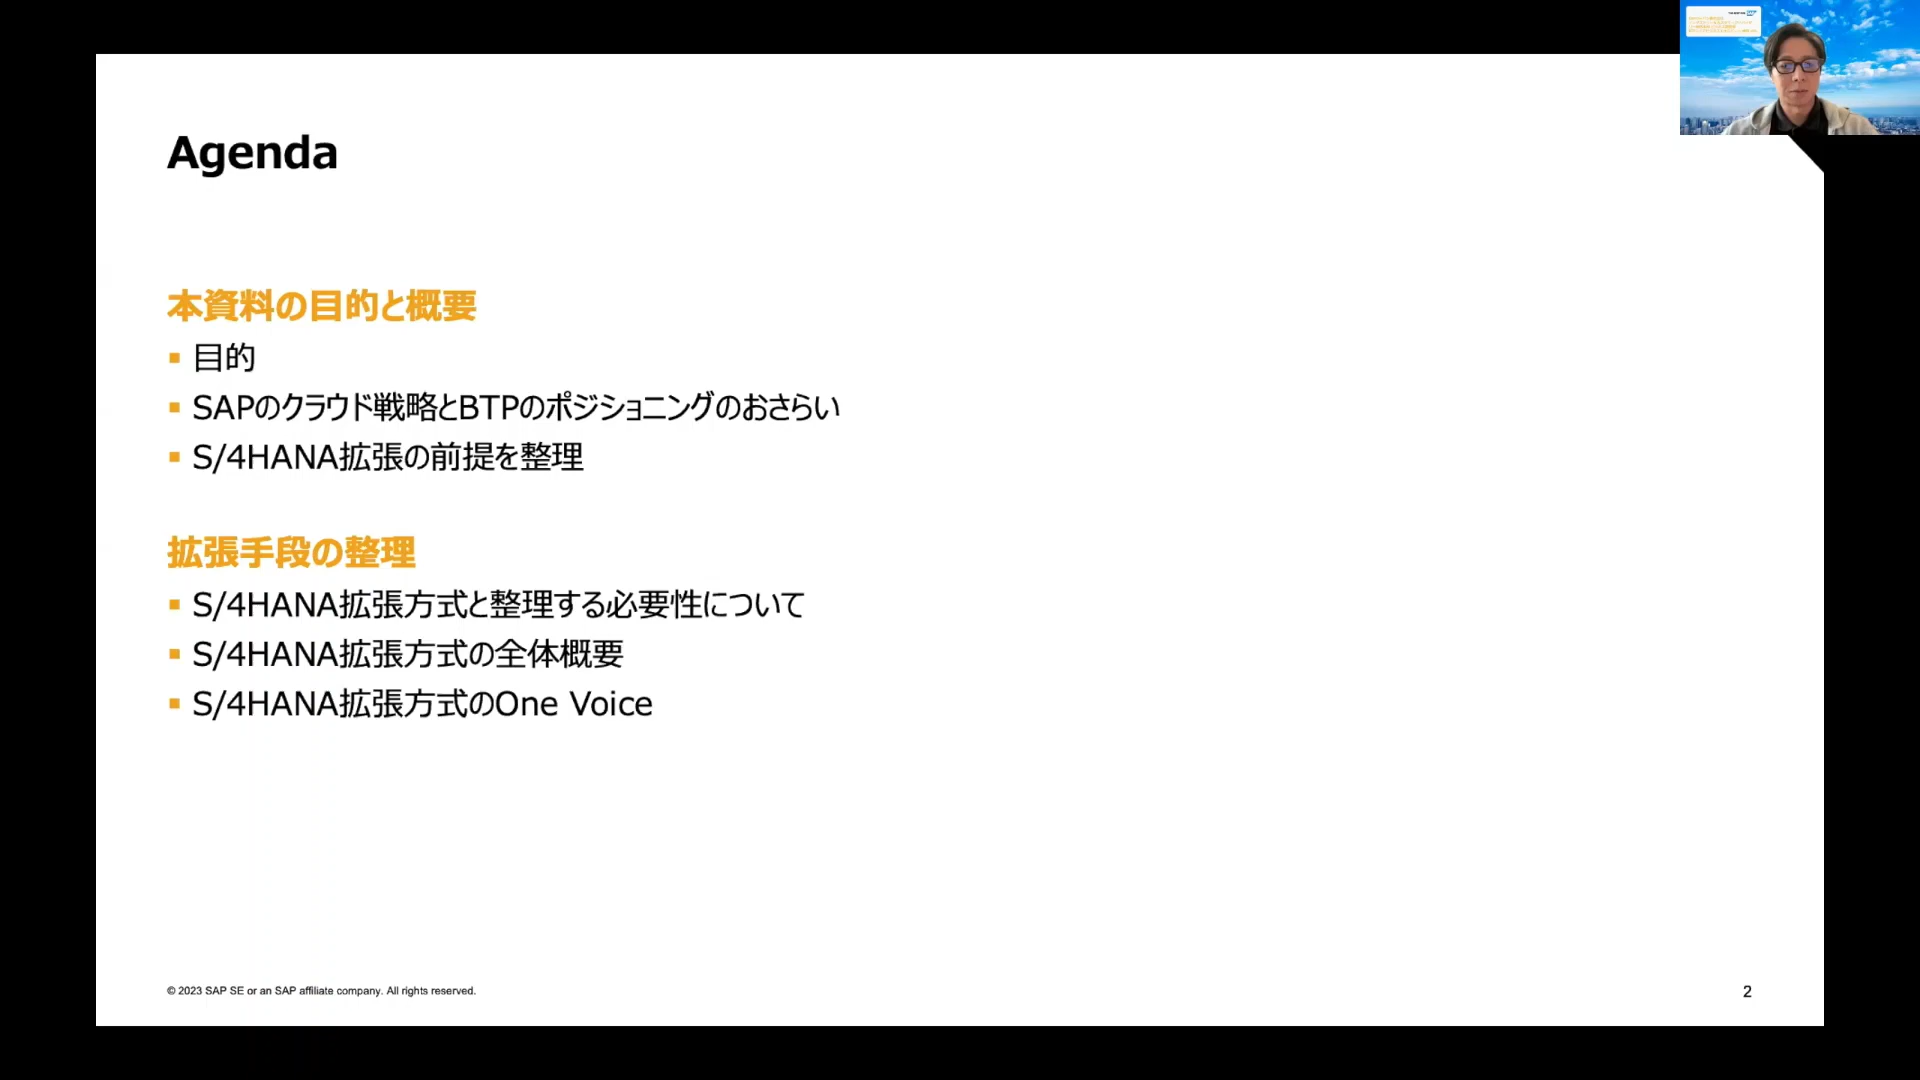 Agenda
本資料の目的と概要
▪ 目的
▪ SAPのクラウド戦略とBTPのポジショニングのおさらい
▪ S/4HANA拡張の前提を整理
拡張手段の整理
▪ S/4HANA拡張方式と整理する必要性について
▪ S/4HANA拡張方式の全体概要
▪ S/4HANA拡張方式のOne Voice
© 2023 SAP SE or an SAP affiliate company. All rights reserved.
2